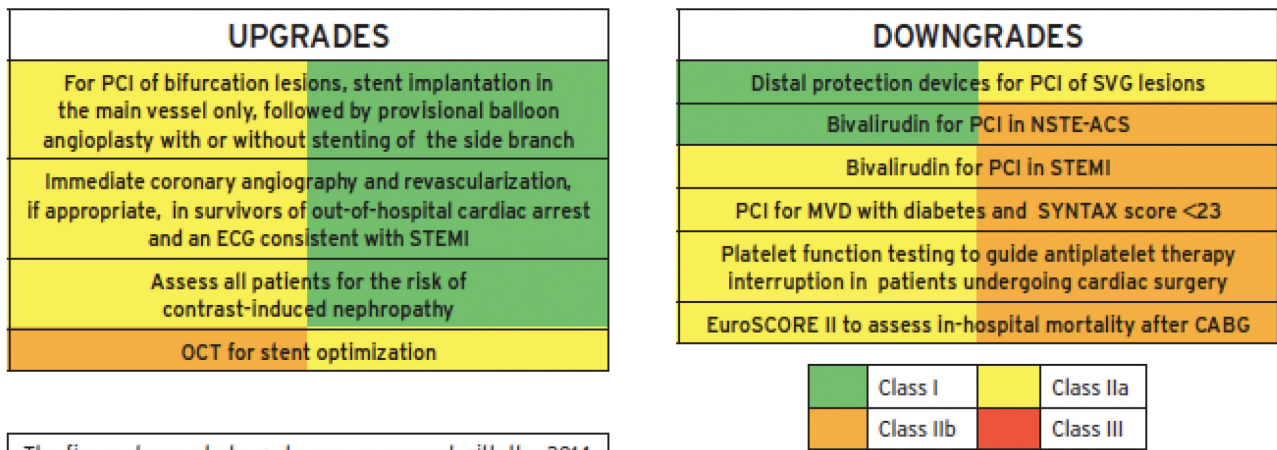 UPGRADES
For PCI of bifurcation lesions, stent implantation in
the main vessel only, followed by provisional balloon
angioplasty with or without stenting of the side branch
Immediate coronary angiography and revascularization,
if appropriate, in survivors of out-of-hospital cardiac arrest
and an ECG consistent with STEMI
Assess all patients for the risk of
contrast-induced nephropathy
OCT for stent optimization
DOWNGRADES
Distal protection devices for PCI of SVG lesions
Bivalirudin for PCI in NSTE-ACS
Bivalirudin for PCI in STEMI
PCI for MVD with diabetes and SYNTAX score <23
Platelet function testing to guide antiplatelet therapy
interruption in patients undergoing cardiac surgery
EuroSCORE II to assess in-hospital mortality after CABG
Class I
Class IIa
Class IIb
Class III